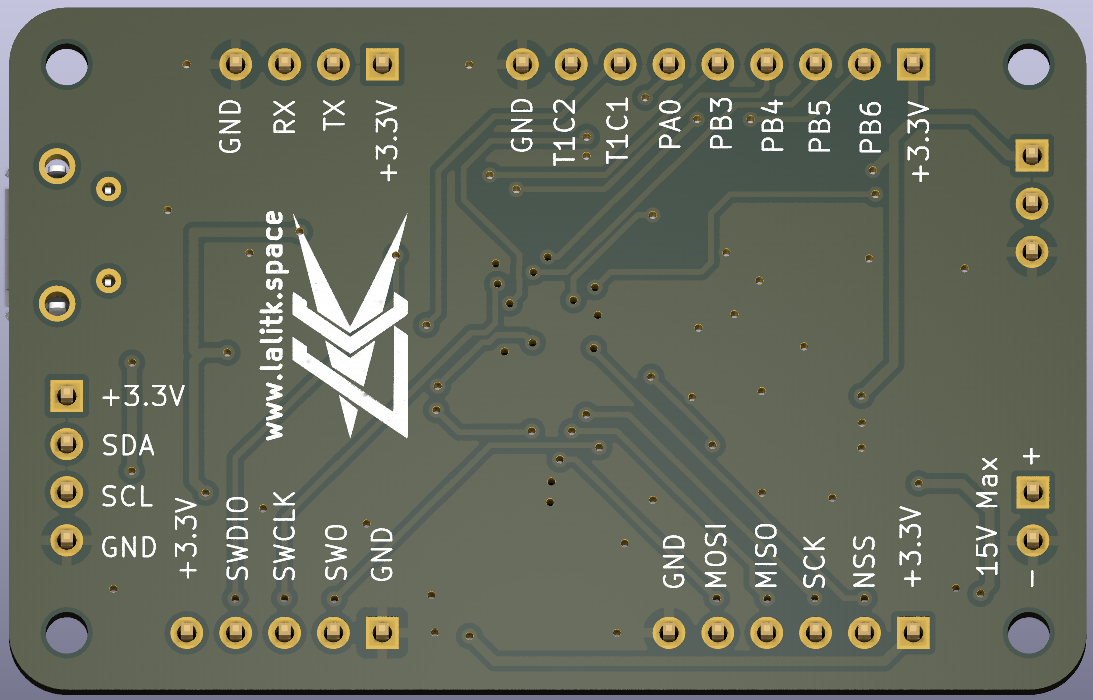 GND
RX
TX
+3.3V
GND
T1C2
T1C1
PA0
PB3
PB4
PB5
PB6
+3.3V
www.lalitk.space
+3.3V
SDA
SCL
GND
+3.3V
SWDIO
SWCLK
SWO
GND
GND
MOSI
MISO
SCK
NSS
+3.3V
15V Max
+
-